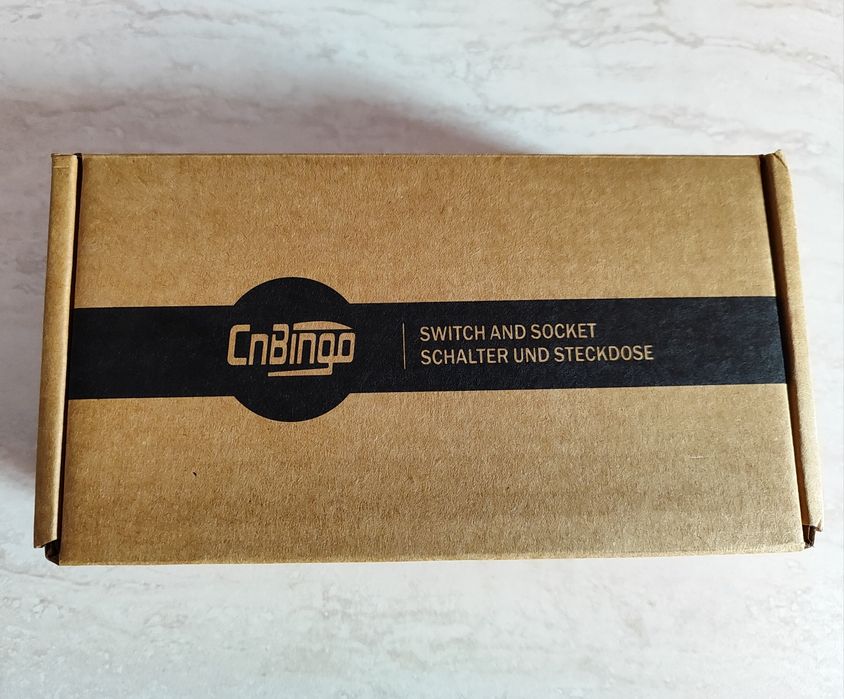 CnBingo
SWITCH AND SOCKET
SCHALTER UND STECKDOSE